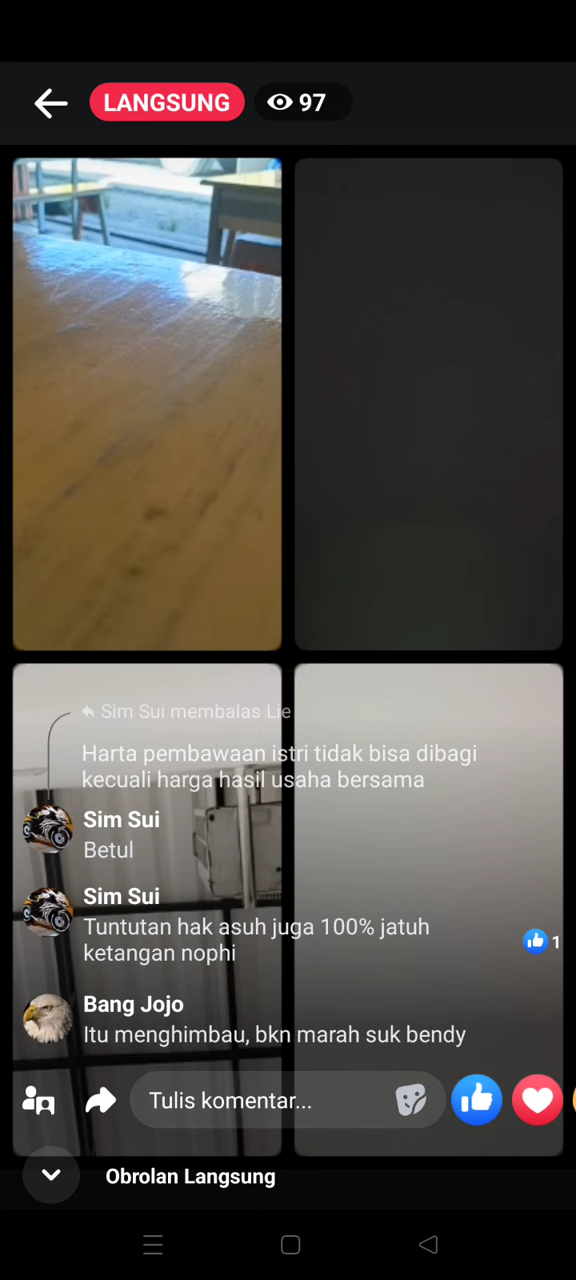 LANGSUNG
97
Sim Sui membalas Lie
Harta pembawaan istri tidak bisa dibagi
kecuali harga hasil usaha bersama
Sim Sui
Betul
Sim Sui
Tuntutan hak asuh juga 100% jatuh
ketangan nophi
1
Bang Jojo
Itu menghimbau, bkn marah suk bendy
Tulis komentar...
Obrolan Langsung